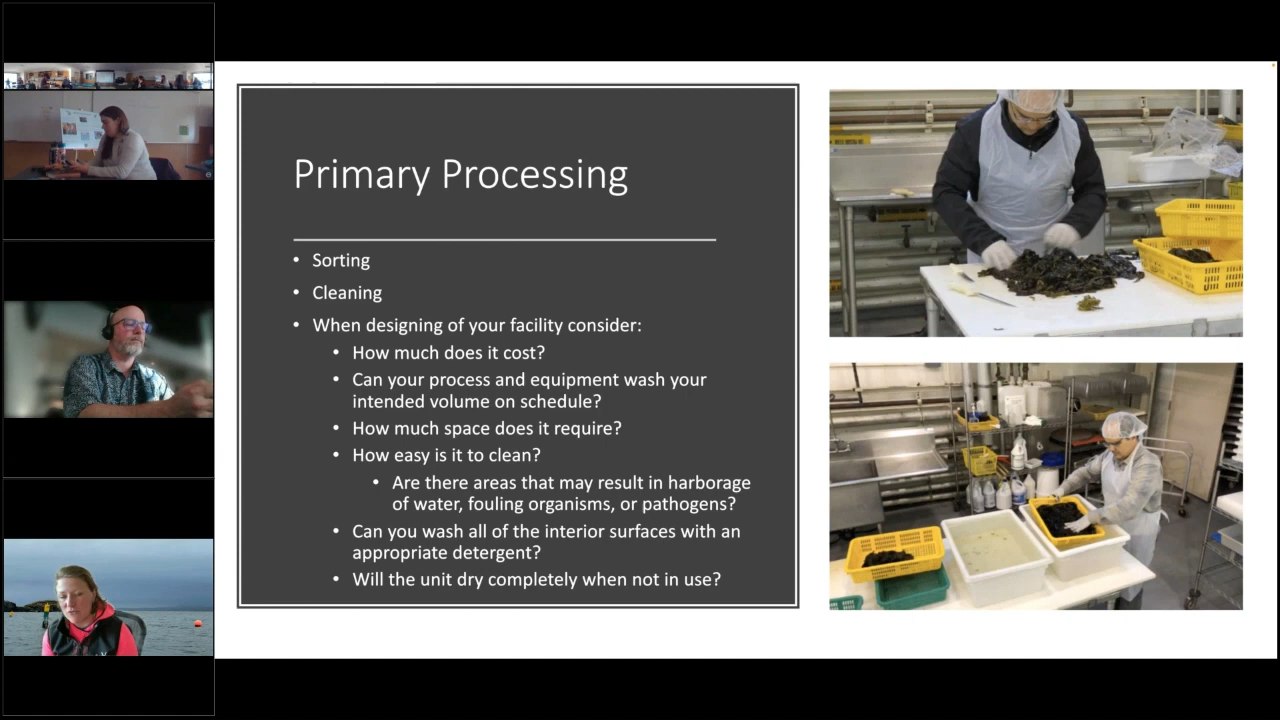 Primary Processing
• Sorting
• Cleaning
• When designing of your facility consider:
• How much does it cost?
• Can your process and equipment wash your
intended volume on schedule?
• How much space does it require?
• How easy is it to clean?
• Are there areas that may result in harborage
of water, fouling organisms, or pathogens?
• Can you wash all of the interior surfaces with an
appropriate detergent?
• Will the unit dry completely when not in use?